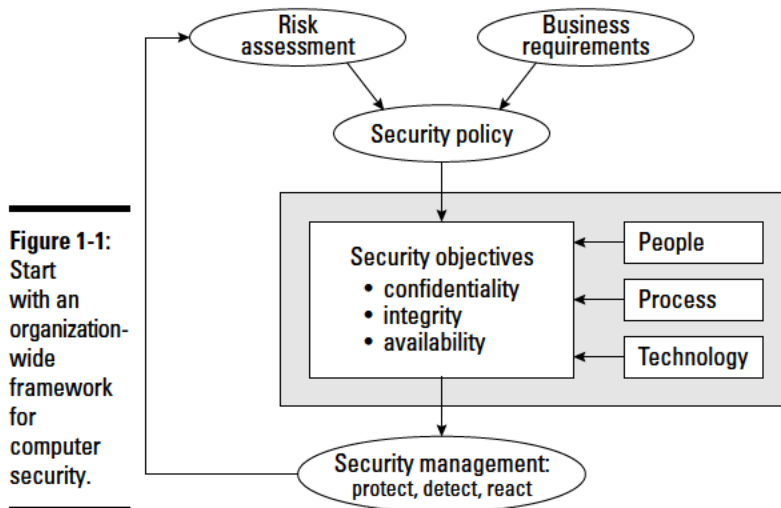 Risk
assessment
Business
requirements
Security policy
Figure 1-1:
Start
with an
organization-
wide
framework
for
computer
security.
Security objectives
• confidentiality
• integrity
• availability
People
Process
Technology
Security management:
protect, detect, react